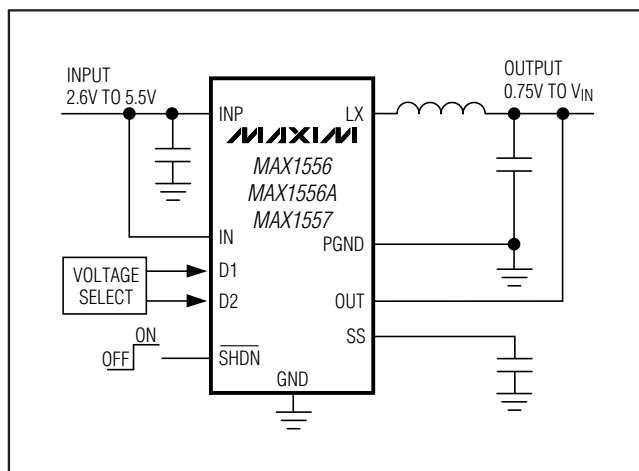 INPUT
2.6V TO 5.5V
OUTPUT
0.75V TO VIN
INP
LX
MAXIM
MAX1556
MAX1556A
MAX1557
IN
PGND
VOLTAGE
SELECT
D1
D2
OUT
SS
ON
OFF
SHDN
GND